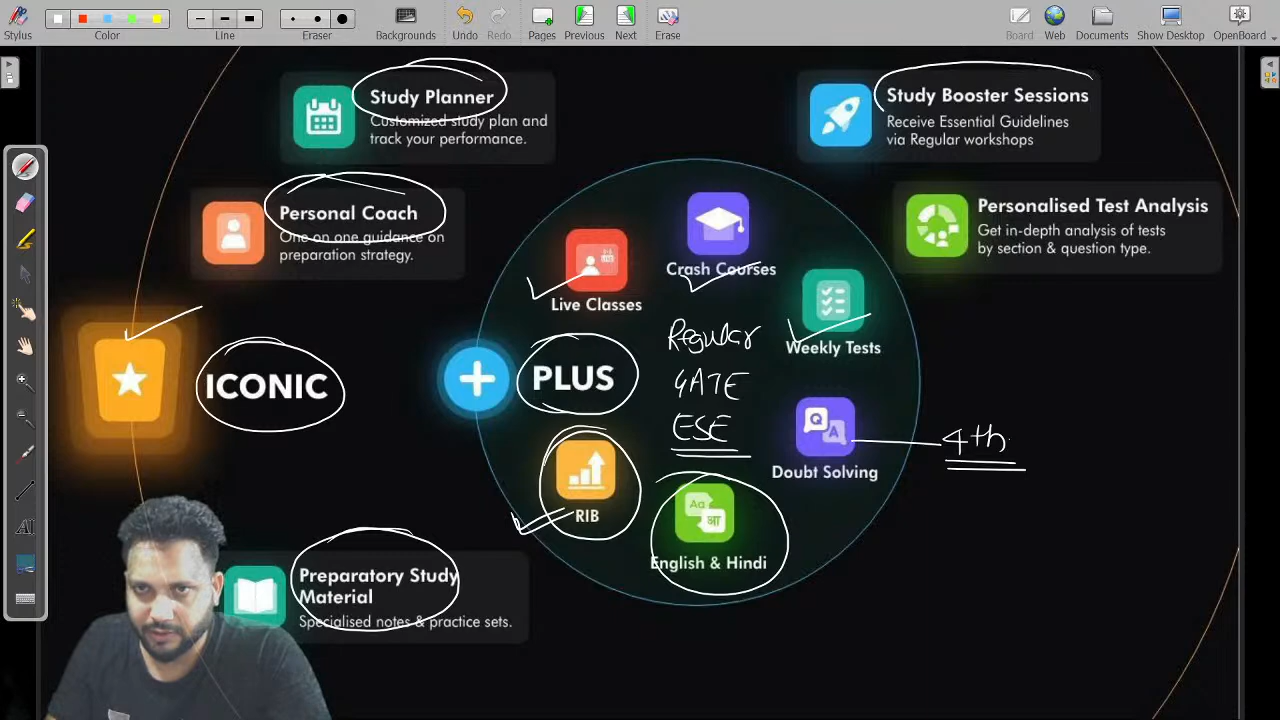 Stylus
Color
Line
Eraser
Backgrounds
Undo
Redo
Pages
Previous
Next
Erase
Board
Web
Documents
Show Desktop
OpenBoard
Study Planner
Customized study plan and
track your performance.
Study Booster Sessions
Receive Essential Guidelines
via Regular workshops
Personal Coach
One on one guidance on
preparation strategy.
Personalised Test Analysis
Get in-depth analysis of tests
by section & question type.
Live Classes
Crash Courses
Weekly Tests
ICONIC
PLUS
Regular
GATE
ESE
Q
A
Doubt Solving
4th
RIB
Aa
आ
English & Hindi
Preparatory Study
Material
Specialised notes & practice sets.